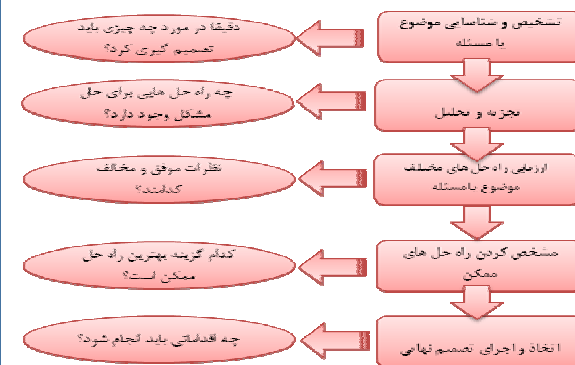 تشخیص و شناسایی موضوع
یا مسئله
دقیقا در مورد چه چیزی باید
تصمیم گیری کرد؟
تجزیه و تحلیل
چه راه حل هایی برای حل
مشکل وجود دارد؟
ارزیابی راه حل های مختلف
موضوع یا مسئله
نظرات موفق و مخالف
کدامند؟
مشخص کردن راه حل های
ممکن
کدام گزینه بهترین راه حل
ممکن است؟
اتخاذ و اجرای تصمیم نهایی
چه اقداماتی باید انجام شود؟